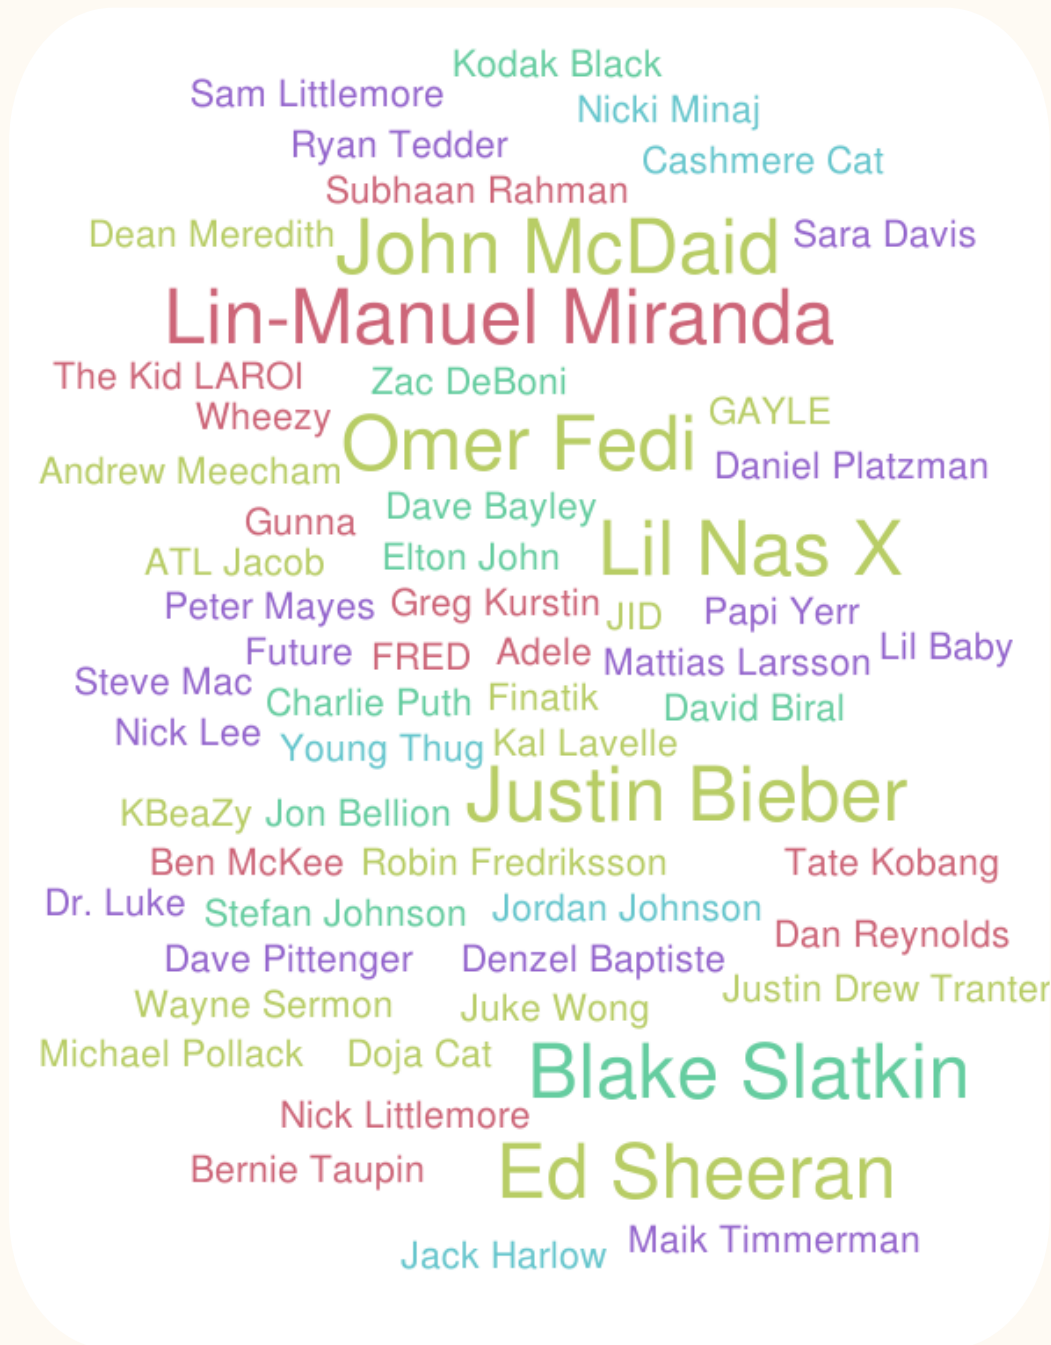 Kodak Black
Sam Littlemore
Nicki Minaj
Ryan Tedder
Cashmere Cat
Subhaan Rahman
Dean Meredith
John McDaid
Sara Davis
Lin-Manuel Miranda
The Kid LAROI
Zac DeBoni
Wheezy
GAYLE
Omer Fedi
Andrew Meecham
Daniel Platzman
Dave Bayley
Gunna
Lil Nas X
ATL Jacob
Elton John
Peter Mayes
Greg Kurstin
JID
Papi Yerr
Future
FRED
Adele
Mattias Larsson
Lil Baby
Steve Mac
Charlie Puth
Finatik
David Biral
Nick Lee
Young Thug
Kal Lavelle
Justin Bieber
KBeaZy
Jon Bellion
Ben McKee
Robin Fredriksson
Tate Kobang
Dr. Luke
Stefan Johnson
Jordan Johnson
Dan Reynolds
Dave Pittenger
Denzel Baptiste
Justin Drew Tranter
Wayne Sermon
Juke Wong
Michael Pollack
Doja Cat
Blake Slatkin
Nick Littlemore
Bernie Taupin
Ed Sheeran
Maik Timmerman
Jack Harlow